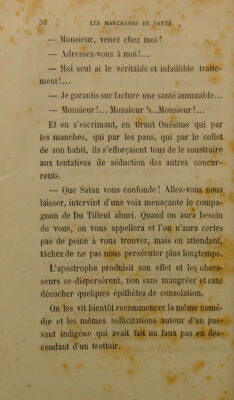 36 LES MARCHANDS DE SANTÉ
— Monsieur, venez chez moi!
— Adressez-vous à moi!...
— Moi seul ai le véritable et infaillible traite-
ment!...
— Je garantis sur facture une santé immuable...
— Monsieur!... Monsieur!... Monsieur!...
Et en s'escrimant, en tirant Onésime qui par
les manches, qui par les pans, qui par le collet
de son habit, ils s'efforçaient tous de le soustraire
aux tentatives de séduction des autres concur-
rents.
— Que Satan vous confonde! Allez-vous nous
laisser, intervint d'une voix menaçante le compa-
gnon de Du Tilleul ahuri. Quand on aura besoin
de vous, on vous appellera et l'on n'aura certes
pas de peine à vous trouver, mais en attendant,
tâchez de ne pas nous persécuter plus longtemps.
L'apostrophe produisit son effet et les obses-
seurs se dispersèrent, non sans maugréer et sans
décocher quelques épithètes de consolation.
On les vit bientôt recommencer la même comé-
die et les mêmes sollicitations autour d'un pas-
sant indigène qui avait fait un faux pas en des-
cendant d'un trottoir.